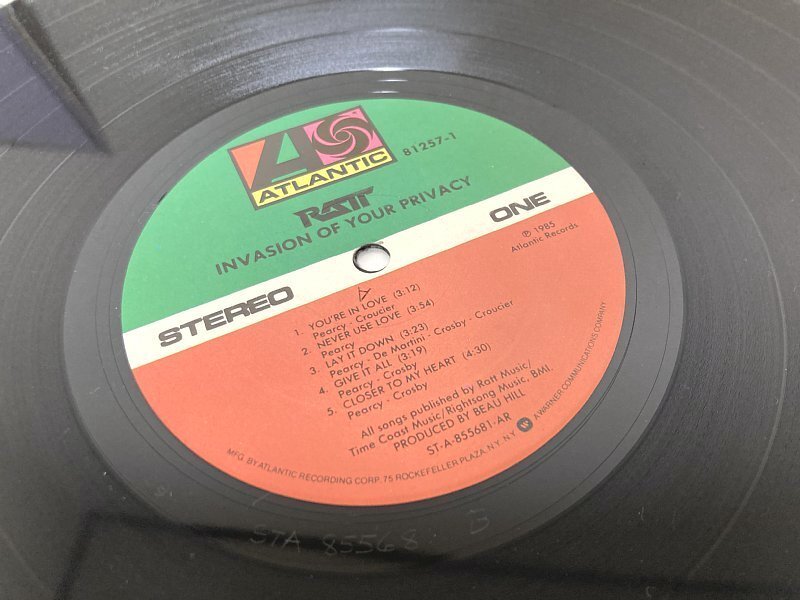 ATLANTIC
81257-1
RATT
INVASION OF YOUR PRIVACY
STEREO
ONE
℗ 1985
Atlantic Records
1. YOU'RE IN LOVE (3:12)
Pearcy - Croucier
2. NEVER USE LOVE (3:54)
Pearcy
3. LAY IT DOWN (3:23)
Pearcy - De Martini - Crosby - Croucier
4. GIVE IT ALL (3:19)
Pearcy - Crosby
5. CLOSER TO MY HEART (4:30)
Pearcy - Crosby
All songs published by Ratt Music/
Time Coast Music/Rightsong Music, BMI.
PRODUCED BY BEAU HILL
ST-A-855681-AR
MFG. BY ATLANTIC RECORDING CORP. 75 ROCKEFELLER PLAZA, N.Y. N.Y. A WARNER COMMUNICATIONS COMPANY
STA 85568